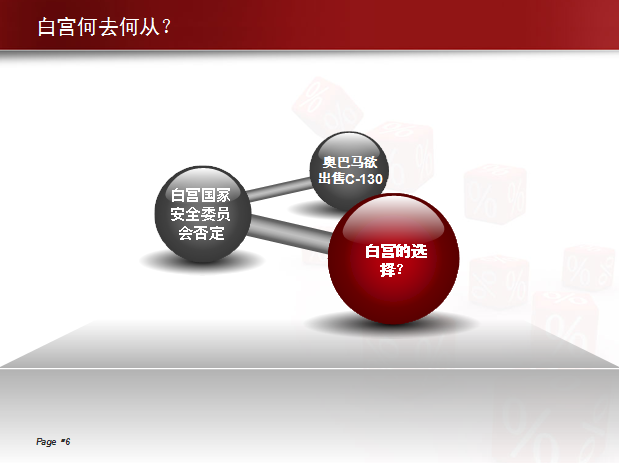 白宫何去何从？
奥巴马欲
出售C-130
白宫国家
安全委员
会否定
白宫的选
择？
Page *6